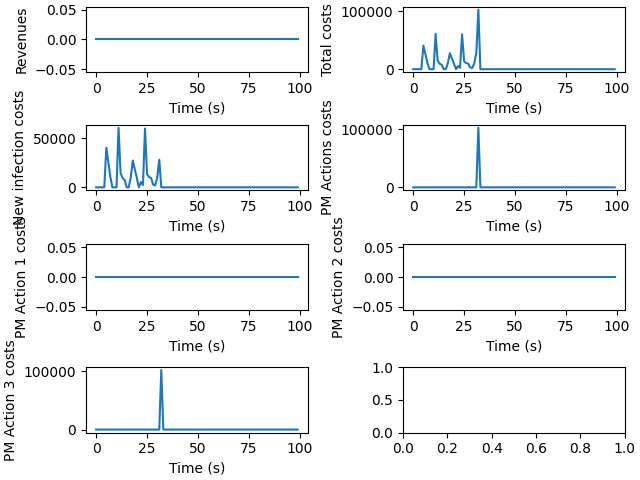 Revenues
0.05
0.00
−0.05
0 25 50 75 100
Time (s)
Total costs
100000
0
0 25 50 75 100
Time (s)
New infection costs
50000
0
0 25 50 75 100
Time (s)
PM Actions costs
100000
0
0 25 50 75 100
Time (s)
PM Action 1 costs
0.05
0.00
−0.05
0 25 50 75 100
Time (s)
PM Action 2 costs
0.05
0.00
−0.05
0 25 50 75 100
Time (s)
PM Action 3 costs
100000
0
0 25 50 75 100
Time (s)
1.0
0.5
0.0
0.0 0.2 0.4 0.6 0.8 1.0